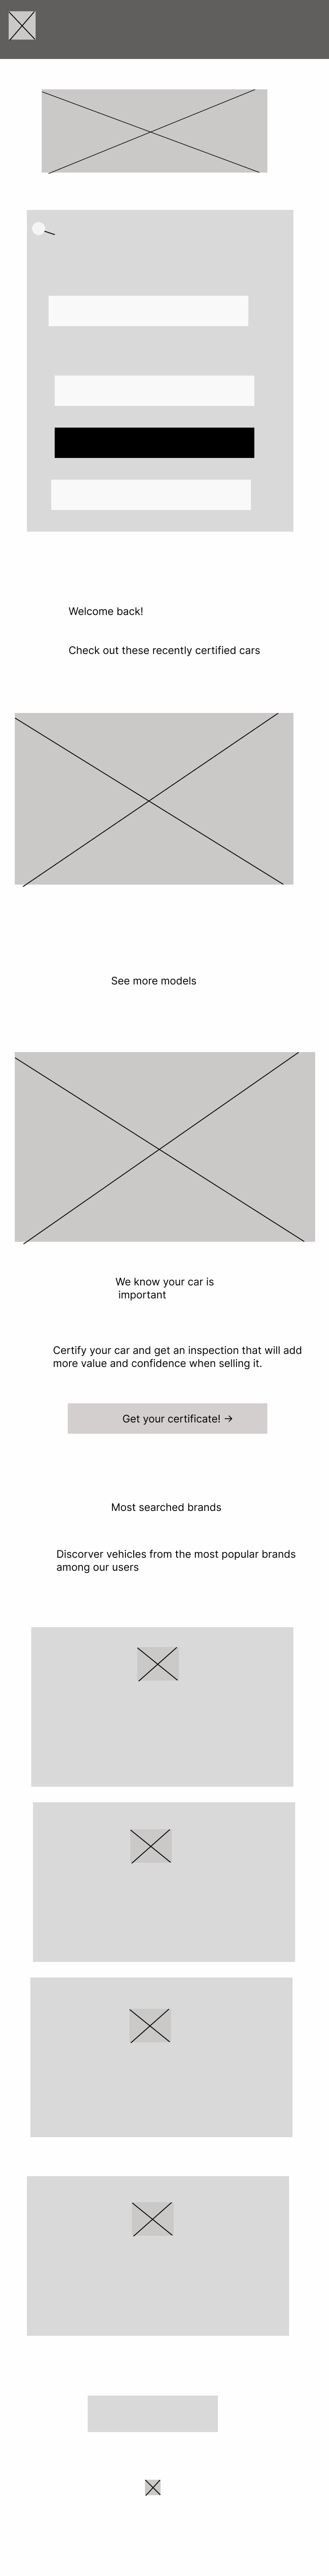 Welcome back!
Check out these recently certified cars
See more models
We know your car is
important
Certify your car and get an inspection that will add
more value and confidence when selling it.
Get your certificate! →
Most searched brands
Discorver vehicles from the most popular brands
among our users